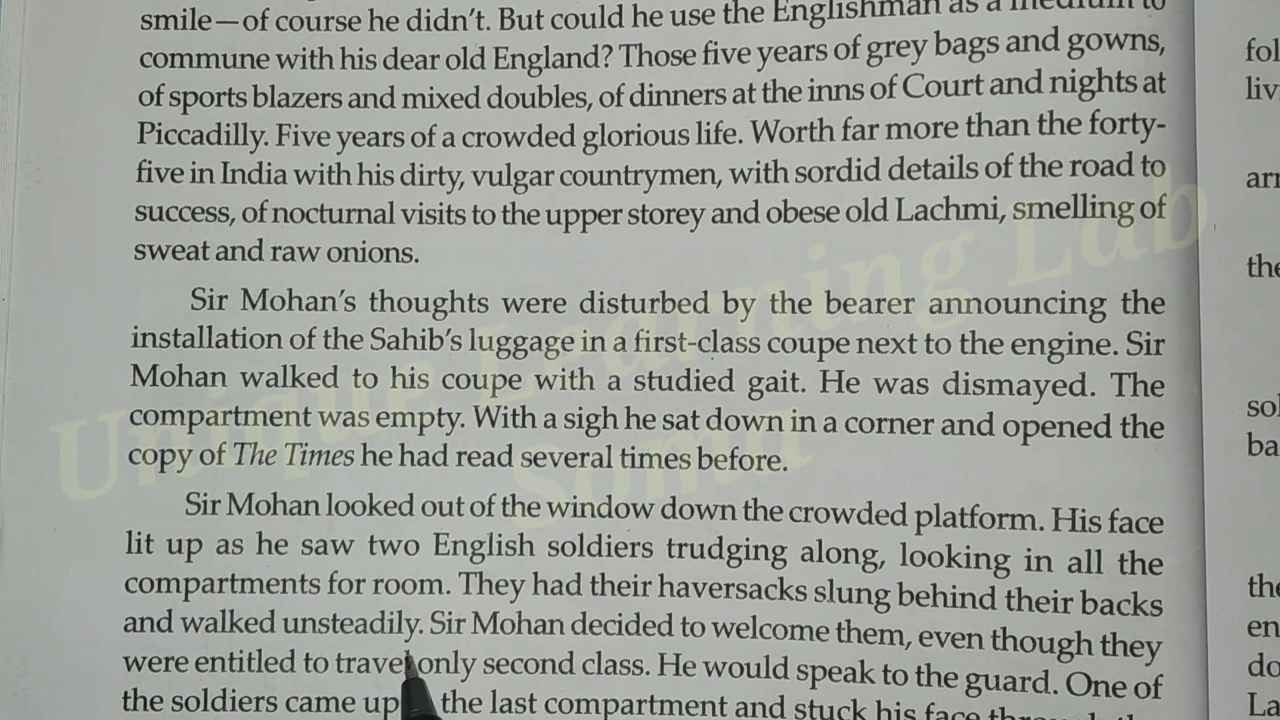 smile—of course he didn't. But could he use the Englishman as a medium to
commune with his dear old England? Those five years of grey bags and gowns,
of sports blazers and mixed doubles, of dinners at the inns of Court and nights at
Piccadilly. Five years of a crowded glorious life. Worth far more than the forty-
five in India with his dirty, vulgar countrymen, with sordid details of the road to
success, of nocturnal visits to the upper storey and obese old Lachmi, smelling of
sweat and raw onions.
Sir Mohan's thoughts were disturbed by the bearer announcing the
installation of the Sahib's luggage in a first-class coupe next to the engine. Sir
Mohan walked to his coupe with a studied gait. He was dismayed. The
compartment was empty. With a sigh he sat down in a corner and opened the
copy of The Times he had read several times before.
Sir Mohan looked out of the window down the crowded platform. His face
lit up as he saw two English soldiers trudging along, looking in all the
compartments for room. They had their haversacks slung behind their backs
and walked unsteadily. Sir Mohan decided to welcome them, even though they
were entitled to travel only second class. He would speak to the guard. One of
the soldiers came up the last compartment and stuck his face
Unique Learning Lab
fol
liv
arr
the
sol
ba
the
en
do
La